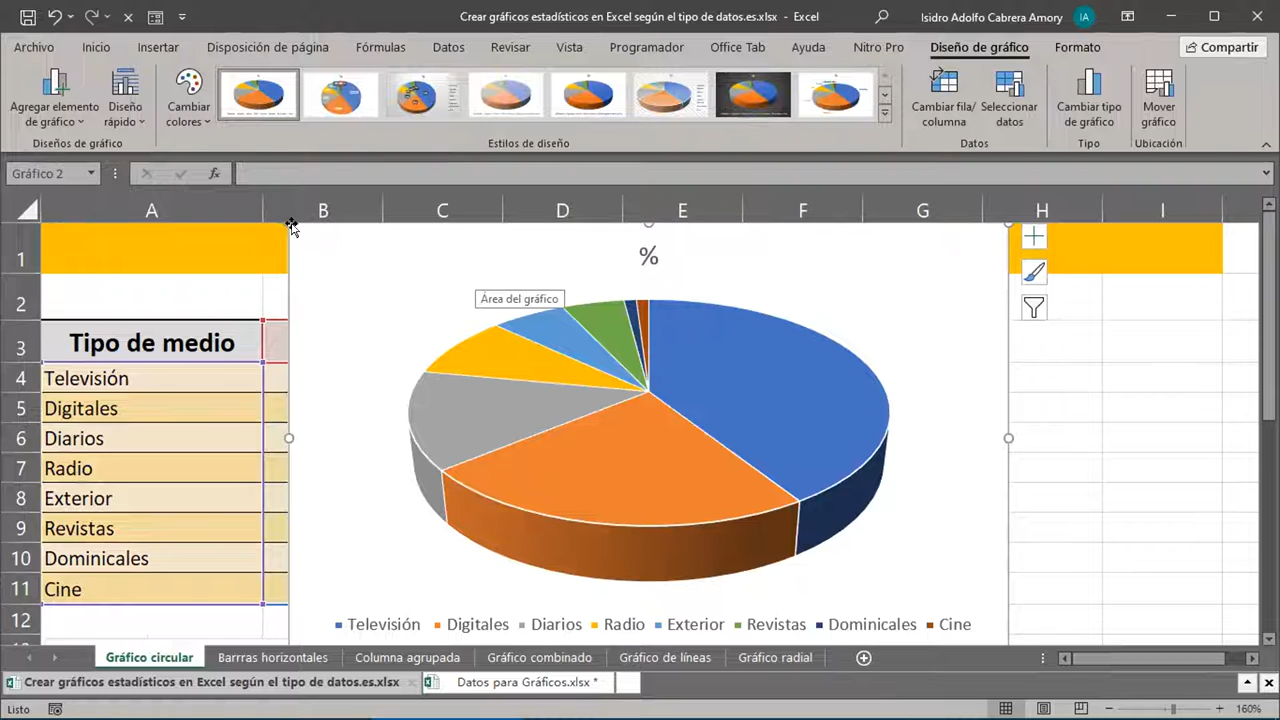 Crear gráficos estadísticos en Excel según el tipo de datos.es.xlsx - Excel
Isidro Adolfo Cabrera Amory
IA
Archivo Inicio Insertar Disposición de página Fórmulas Datos Revisar Vista Programador Office Tab Ayuda Nitro Pro Diseño de gráfico Formato Compartir
Agregar elemento de gráfico
Diseño rápido
Cambiar colores
Cambiar fila/columna
Seleccionar datos
Cambiar tipo de gráfico
Mover gráfico
Diseños de gráfico Estilos de diseño Datos Tipo Ubicación
Gráfico 2
fx
A B C D E F G H I
1
%
2
Área del gráfico
3 Tipo de medio
4 Televisión
5 Digitales
6 Diarios
7 Radio
8 Exterior
9 Revistas
10 Dominicales
11 Cine
12
Televisión Digitales Diarios Radio Exterior Revistas Dominicales Cine
Gráfico circular Barrras horizontales Columna agrupada Gráfico combinado Gráfico de líneas Gráfico radial
Crear gráficos estadísticos en Excel según el tipo de datos.es.xlsx Datos para Gráficos.xlsx *
Listo
160%